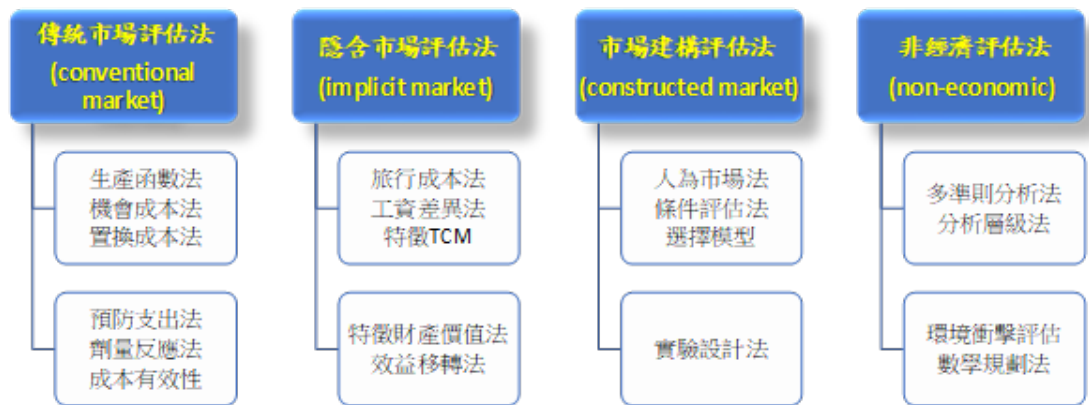 傳統市場評估法
(conventional
market)
生產函數法
機會成本法
置換成本法
預防支出法
劑量反應法
成本有效性
隱含市場評估法
(implicit market)
旅行成本法
工資差異法
特徵TCM
特徵財產價值法
效益移轉法
市場建構評估法
(constructed market)
人為市場法
條件評估法
選擇模型
實驗設計法
非經濟評估法
(non-economic)
多準則分析法
分析層級法
環境衝擊評估
數學規劃法